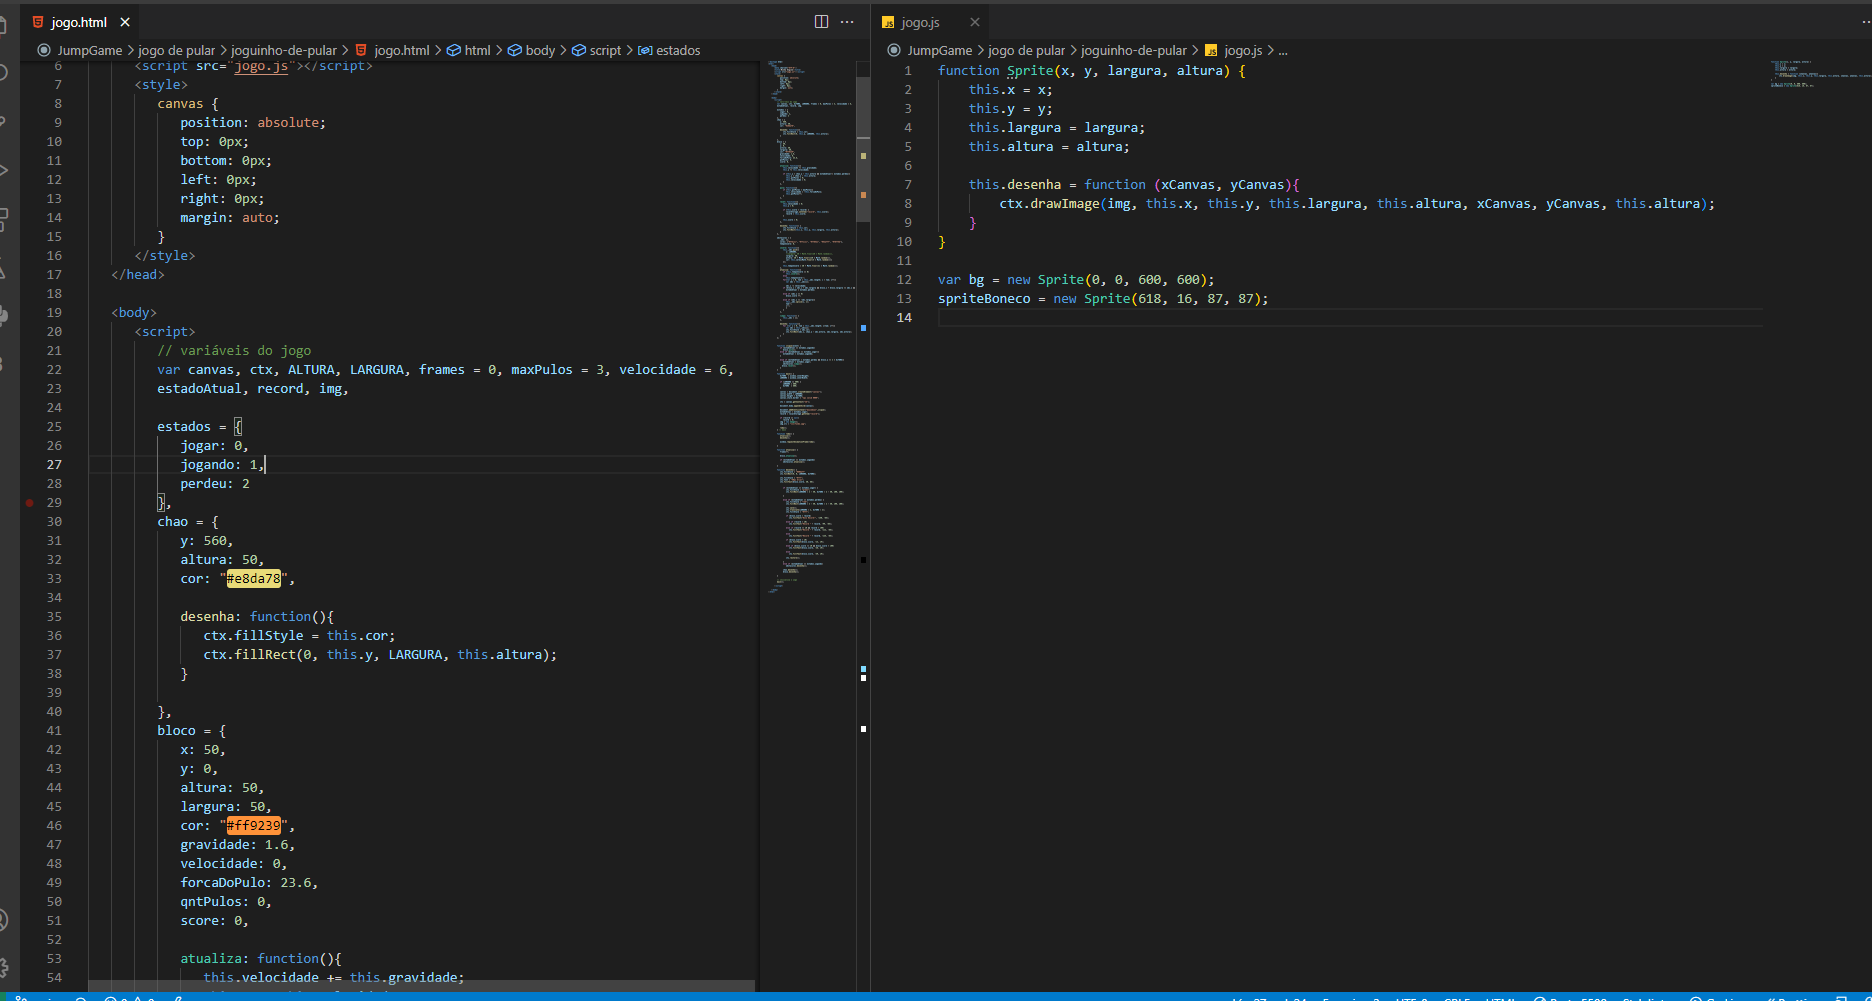 jogo.html
JumpGame > jogo de pular > joguinho-de-pular > jogo.html > html > body > script > estados
6 <script src="jogo.js"></script>
7 <style>
8 canvas {
9 position: absolute;
10 top: 0px;
11 bottom: 0px;
12 left: 0px;
13 right: 0px;
14 margin: auto;
15 }
16 </style>
17 </head>
18
19 <body>
20 <script>
21 // variáveis do jogo
22 var canvas, ctx, ALTURA, LARGURA, frames = 0, maxPulos = 3, velocidade = 6,
23 estadoAtual, record, img,
24
25 estados = {
26 jogar: 0,
27 jogando: 1,
28 perdeu: 2
29 },
30 chao = {
31 y: 560,
32 altura: 50,
33 cor: "#e8da78",
34
35 desenha: function(){
36 ctx.fillStyle = this.cor;
37 ctx.fillRect(0, this.y, LARGURA, this.altura);
38 }
39
40 },
41 bloco = {
42 x: 50,
43 y: 0,
44 altura: 50,
45 largura: 50,
46 cor: "#ff9239",
47 gravidade: 1.6,
48 velocidade: 0,
49 forcaDoPulo: 23.6,
50 qntPulos: 0,
51 score: 0,
52
53 atualiza: function(){
54 this.velocidade += this.gravidade;
JS jogo.js
JumpGame > jogo de pular > joguinho-de-pular > JS jogo.js > ...
1 function Sprite(x, y, largura, altura) {
2 this.x = x;
3 this.y = y;
4 this.largura = largura;
5 this.altura = altura;
6
7 this.desenha = function (xCanvas, yCanvas){
8 ctx.drawImage(img, this.x, this.y, this.largura, this.altura, xCanvas, yCanvas, this.altura);
9 }
10 }
11
12 var bg = new Sprite(0, 0, 600, 600);
13 spriteBoneco = new Sprite(618, 16, 87, 87);
14